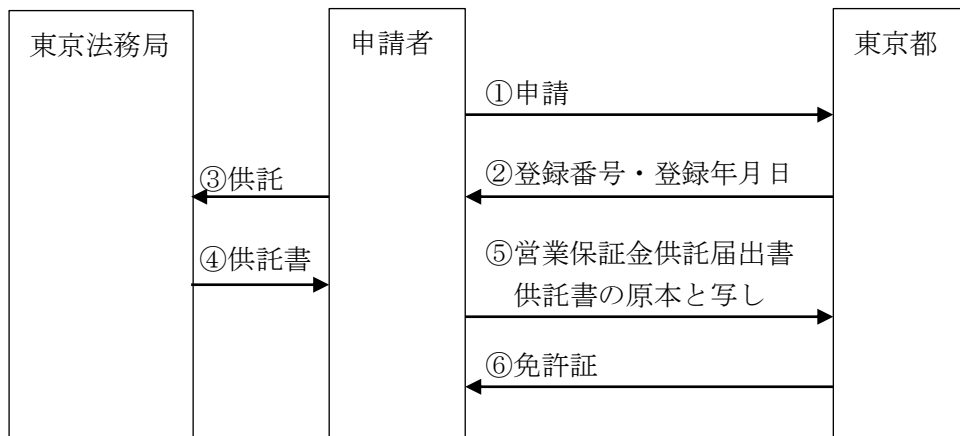 東京法務局
申請者
東京都
①申請
②登録番号・登録年月日
③供託
④供託書
⑤営業保証金供託届出書
供託書の原本と写し
⑥免許証